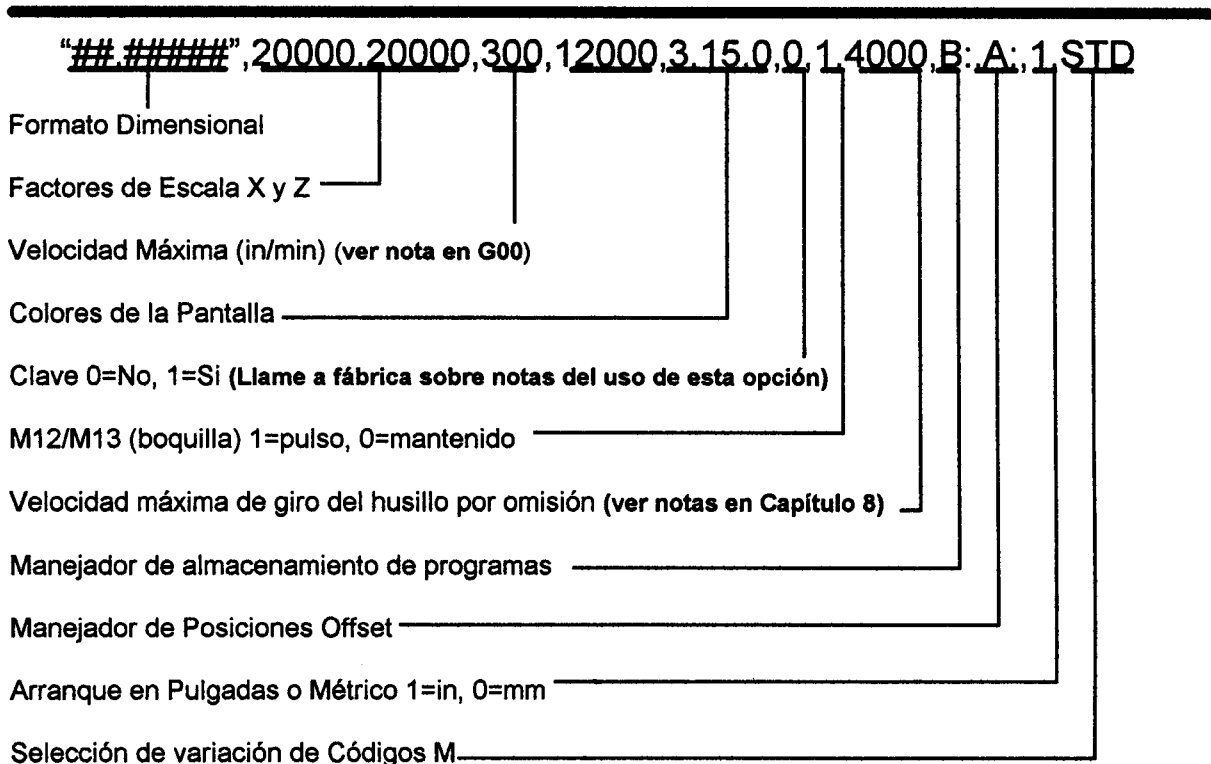 “##.#####”,20000,20000,300,12000,3,15,0,0,1,4000,B:,A:,1,STD
Formato Dimensional
Factores de Escala X y Z
Velocidad Máxima (in/min) (ver nota en G00)
Colores de la Pantalla
Clave 0=No, 1=Si (Llame a fábrica sobre notas del uso de esta opción)
M12/M13 (boquilla) 1=pulso, 0=mantenido
Velocidad máxima de giro del husillo por omisión (ver notas en Capítulo 8)
Manejador de almacenamiento de programas
Manejador de Posiciones Offset
Arranque en Pulgadas o Métrico 1=in, 0=mm
Selección de variación de Códigos M